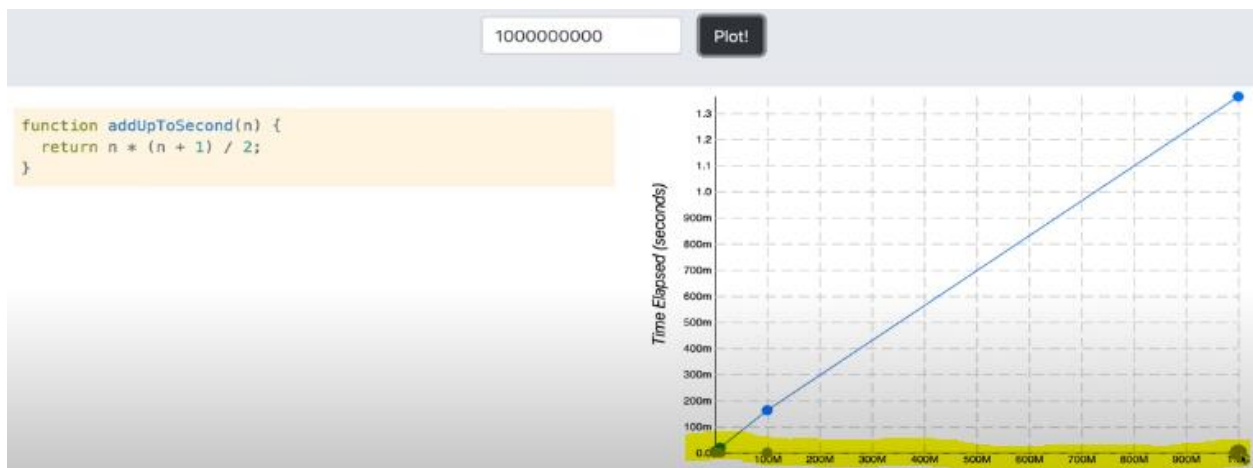 1000000000 Plot!
function addUpToSecond(n) {
return n * (n + 1) / 2;
}
Time Elapsed (seconds)
1.3
1.2
1.1
1.0
900m
800m
700m
600m
500m
400m
300m
200m
100m
0.0
100M 200M 300M 400M 500M 600M 700M 800M 900M